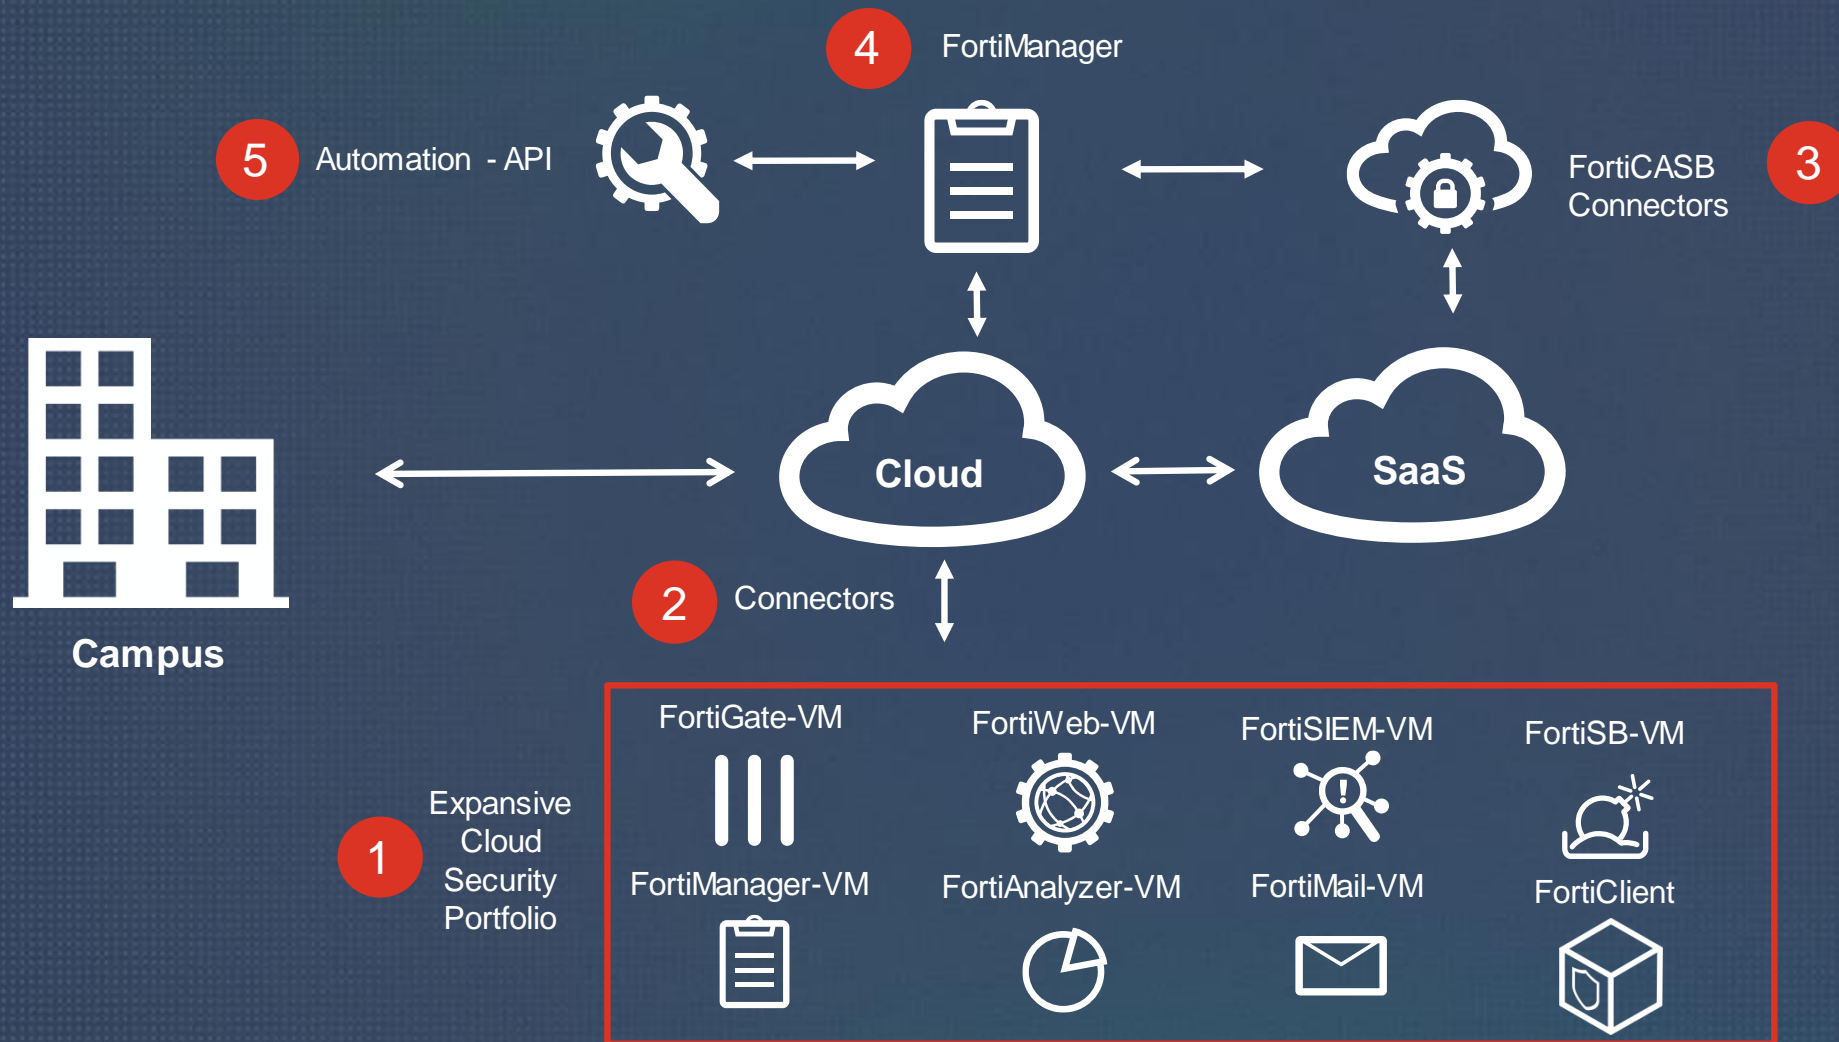 4
FortiManager
5
Automation - API
FortiCASB
Connectors
3
Cloud
SaaS
Campus
2
Connectors
1
Expansive
Cloud
Security
Portfolio
FortiGate-VM
FortiWeb-VM
FortiSIEM-VM
FortiSB-VM
FortiManager-VM
FortiAnalyzer-VM
FortiMail-VM
FortiClient